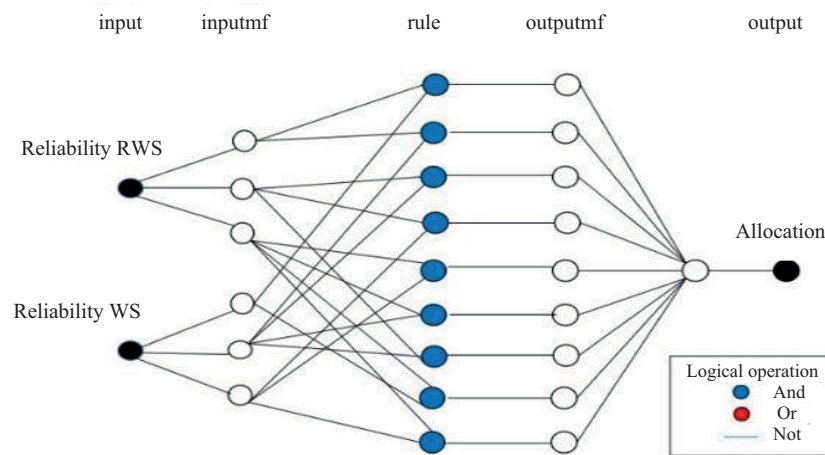 input inputmf rule outputmf output
Reliability RWS
Allocation
Reliability WS
Logical operation
And
Or
Not